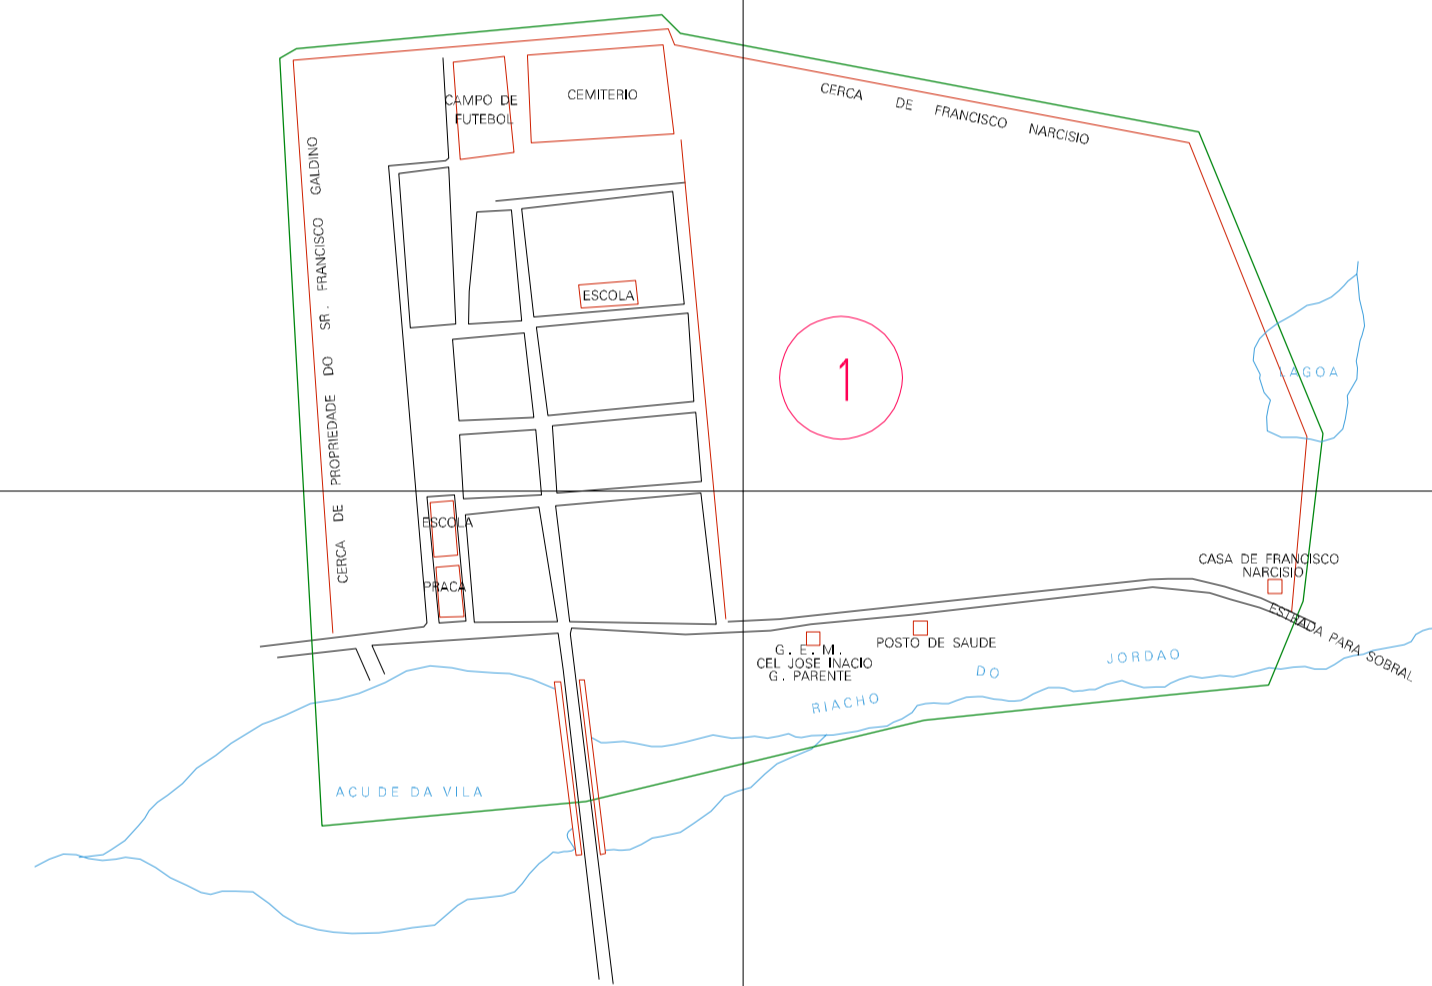 CERCA DE FRANCISCO NARCISIO
CAMPO DE
FUTEBOL
CEMITERIO
CERCA DE PROPRIEDADE DO SR. FRANCISCO GALDINO
ESCOLA
1
LAGOA
ESCOLA
PRACA
CASA DE FRANCISCO
NARCISIO
ESTRADA PARA SOBRAL
G. E. M.
CEL JOSE INACIO
G. PARENTE
POSTO DE SAUDE
RIACHO DO JORDAO
AÇUDE DA VILA